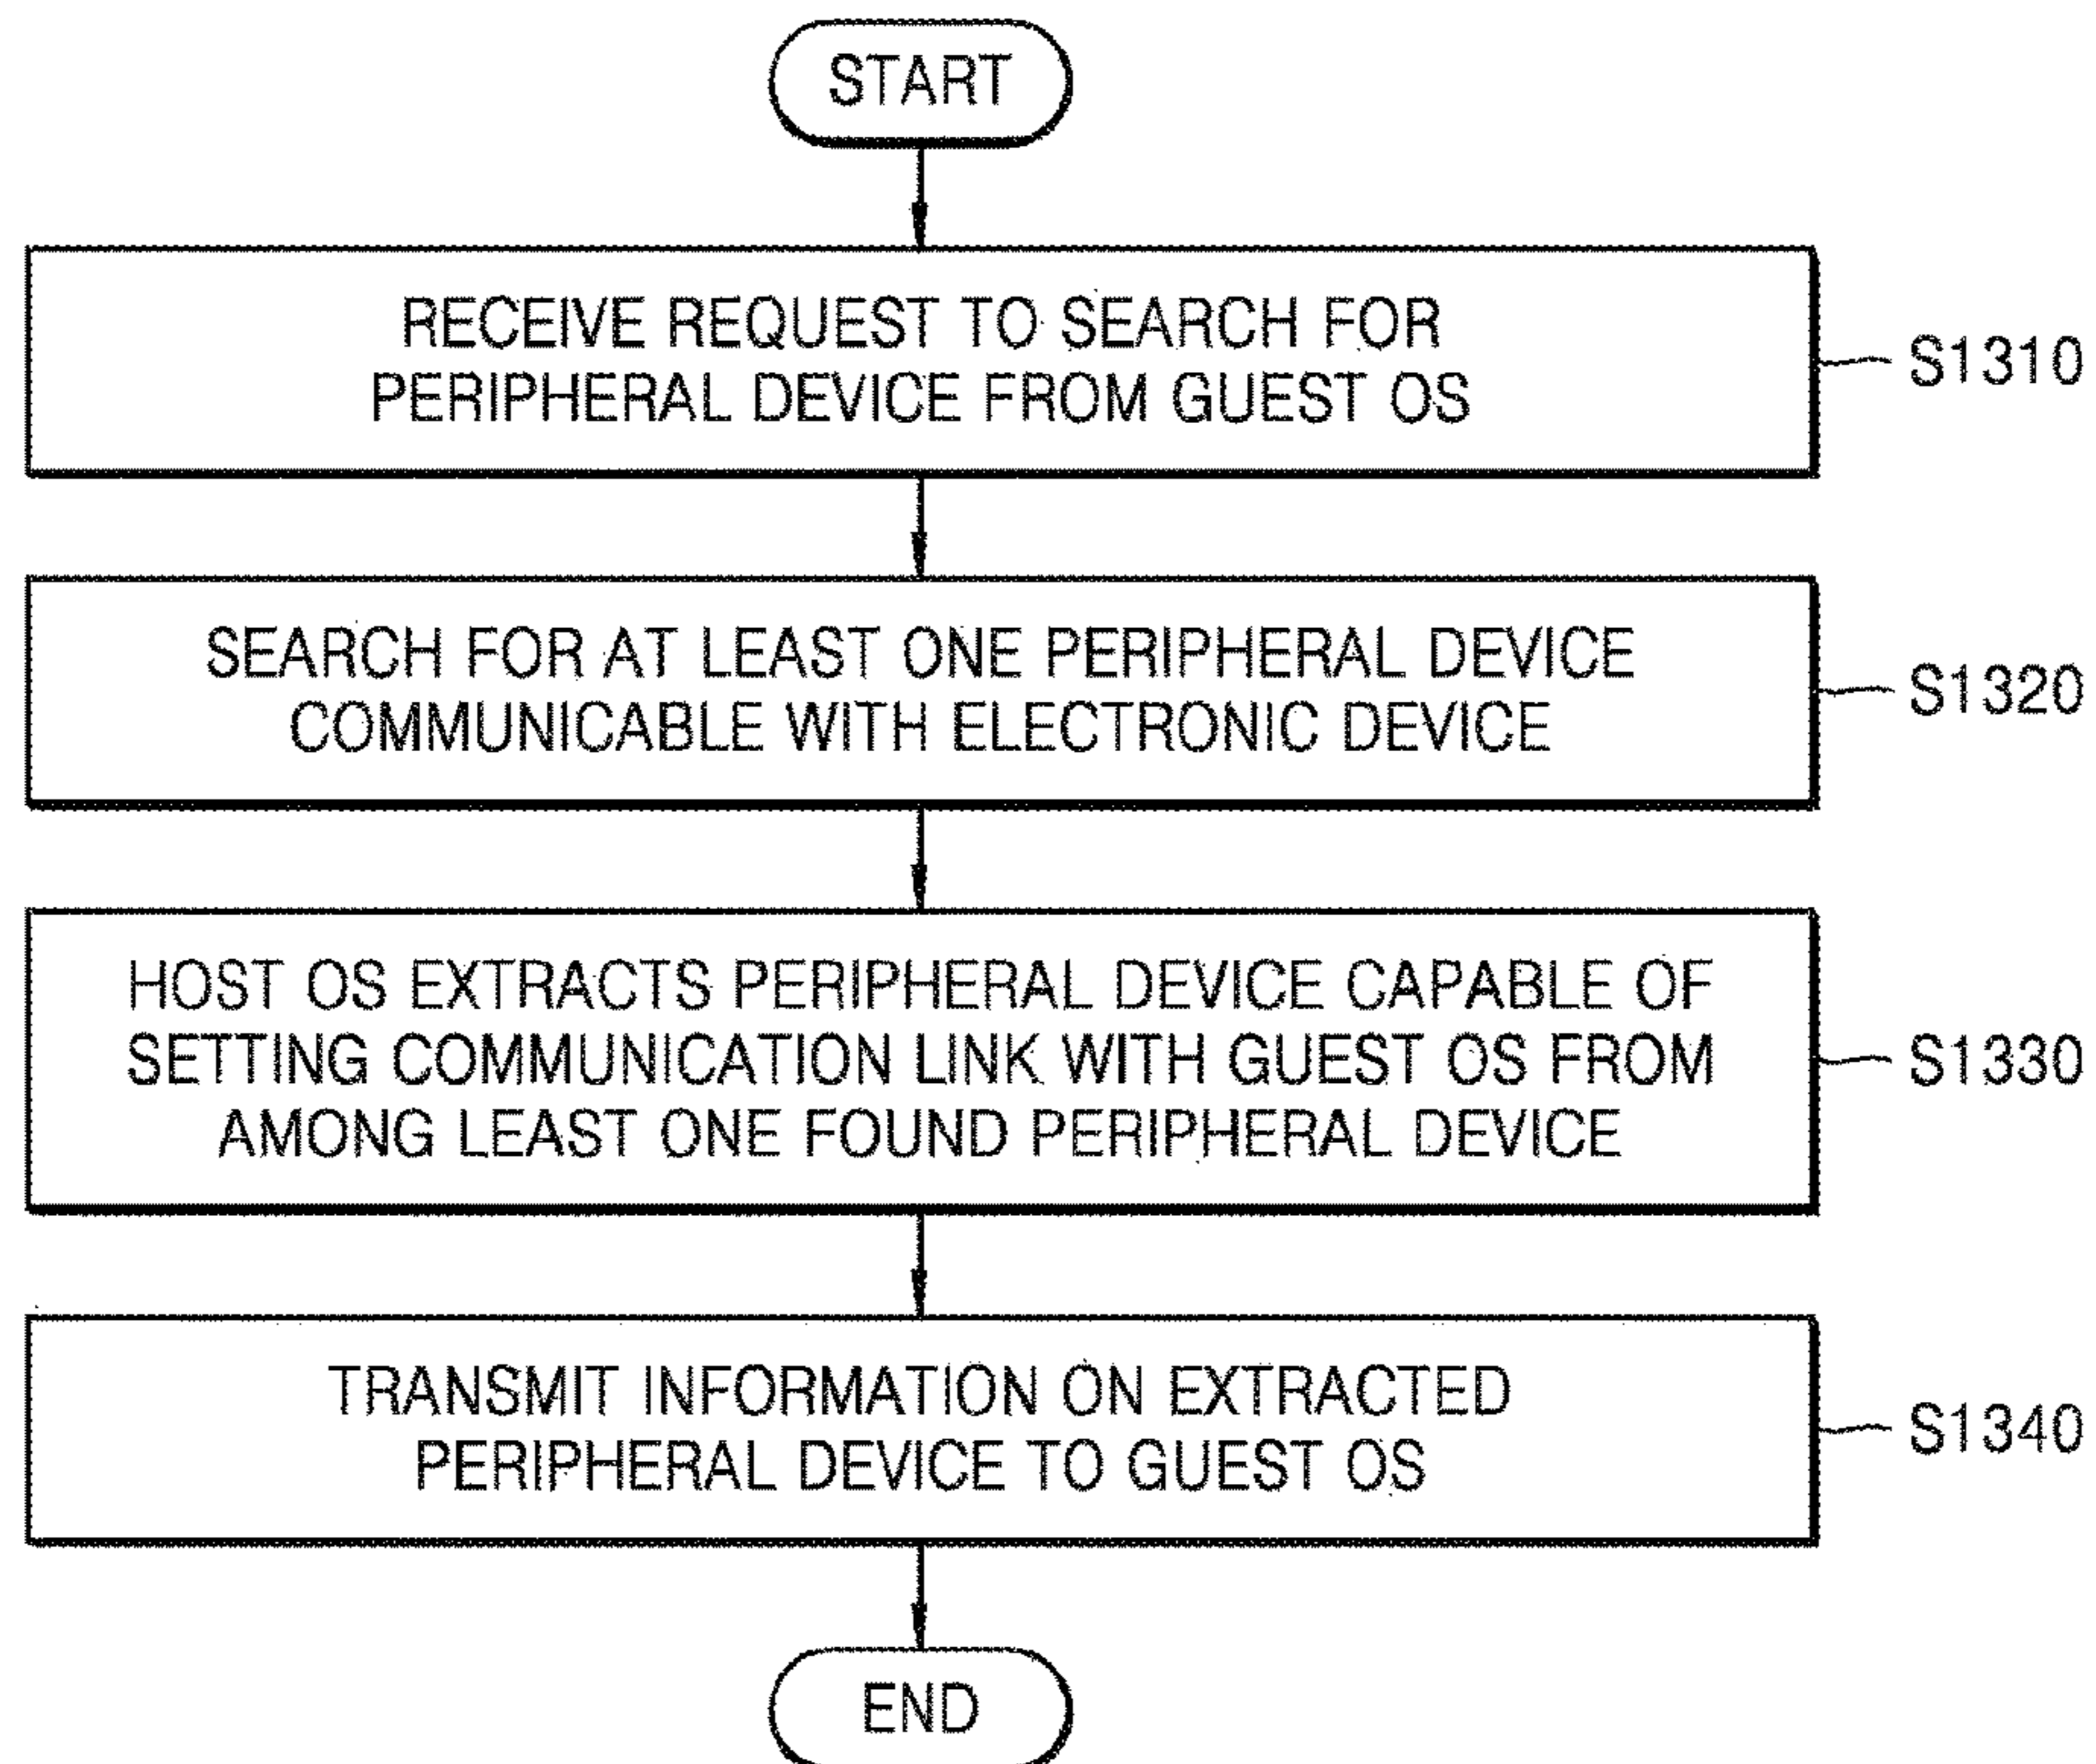 START
RECEIVE REQUEST TO SEARCH FOR
PERIPHERAL DEVICE FROM GUEST OS
S1310
SEARCH FOR AT LEAST ONE PERIPHERAL DEVICE
COMMUNICABLE WITH ELECTRONIC DEVICE
S1320
HOST OS EXTRACTS PERIPHERAL DEVICE CAPABLE OF
SETTING COMMUNICATION LINK WITH GUEST OS FROM
AMONG LEAST ONE FOUND PERIPHERAL DEVICE
S1330
TRANSMIT INFORMATION ON EXTRACTED
PERIPHERAL DEVICE TO GUEST OS
S1340
END